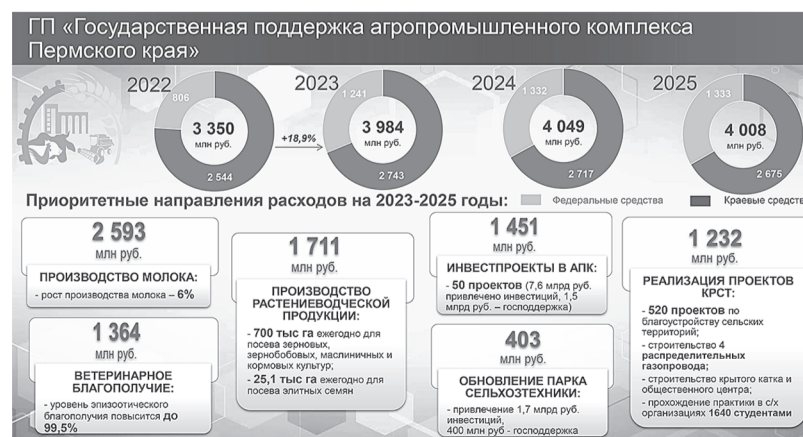 ГП «Государственная поддержка агропромышленного комплекса
Пермского края»
2022
806
3 350
млн руб.
2 544
+18,9%
2023
1 241
3 984
млн руб.
2 743
2024
1 332
4 049
млн руб.
2 717
2025
1 333
4 008
млн руб.
2 675
Приоритетные направления расходов на 2023-2025 годы:
Федеральные средства
Краевые средств
2 593
млн руб.
ПРОИЗВОДСТВО МОЛОКА:
- рост производства молока – 6%
1 364
млн руб.
ВЕТЕРИНАРНОЕ
БЛАГОПОЛУЧИЕ:
- уровень эпизоотического
благополучия повысится до
99,5%
1 711
млн руб.
ПРОИЗВОДСТВО
РАСТЕНИЕВОДЧЕСКОЙ
ПРОДУКЦИИ:
- 700 тыс га ежегодно для
посева зерновых,
зернобобовых, масличных и
кормовых культур;
- 25,1 тыс га ежегодно для
посева элитных семян
1 451
млн руб.
ИНВЕСТПРОЕКТЫ В АПК:
- 50 проектов (7,6 млрд руб.
привлечено инвестиций, 1,5
млрд руб. – господдержка)
403
млн руб.
ОБНОВЛЕНИЕ ПАРКА
СЕЛЬХОЗТЕХНИКИ:
- привлечение 1,7 млрд руб.
инвестиций,
400 млн руб - господдержка
1 232
млн руб.
РЕАЛИЗАЦИЯ ПРОЕКТОВ
КРСТ:
- 520 проектов по
благоустройству сельских
территорий;
- строительство 4
распределительных
газопровода;
- строительство крытого катка и
общественного центра;
- прохождение практики в с/х
организациях 1640 студентами